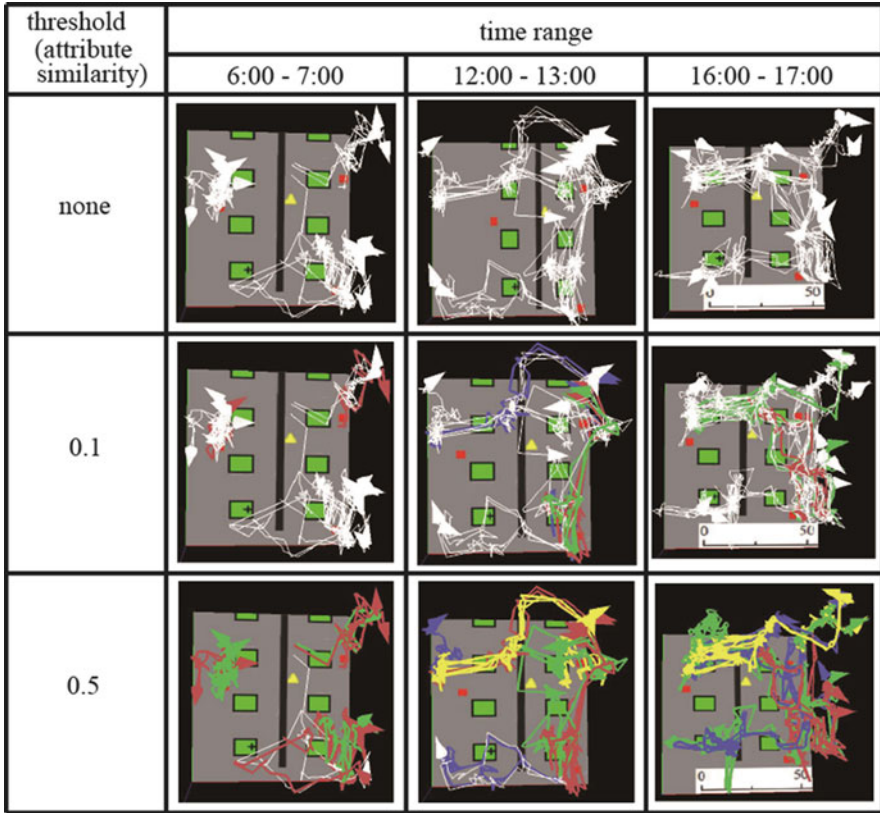 threshold
(attribute
similarity)
time range
6:00 - 7:00
12:00 - 13:00
16:00 - 17:00
none
0
50
0.1
0
50
0.5
0
50